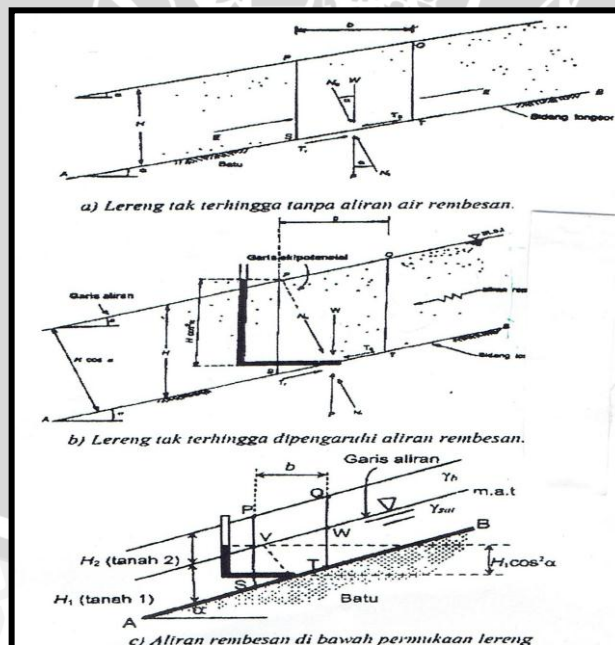 b
P
Q
α
H
N
W
α
E
E
B
S
T
Bidang longsor
A
α
Batu
a) Lereng tak terhingga tanpa aliran air rembesan.
Garis ekipotensial
Q
P
Garis aliran
H cos α
H
W
T
A
b) Lereng tak terhingga dipengaruhi aliran rembesan.
Garis aliran
b
γb
P
Q
m.a.t
γsat
V
W
B
H₂ (tanah 2)
H₁cos²α
T
S
H₁ (tanah 1)
α
Batu
A
c) Aliran rembesan di bawah permukaan lereng